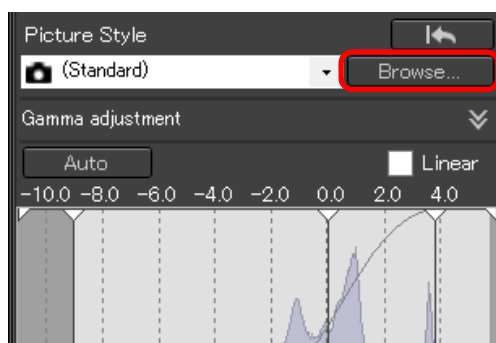 Picture Style
(Standard)
Browse...
Gamma adjustment
Auto
Linear
-10.0 -8.0 -6.0 -4.0 -2.0 0.0 2.0 4.0